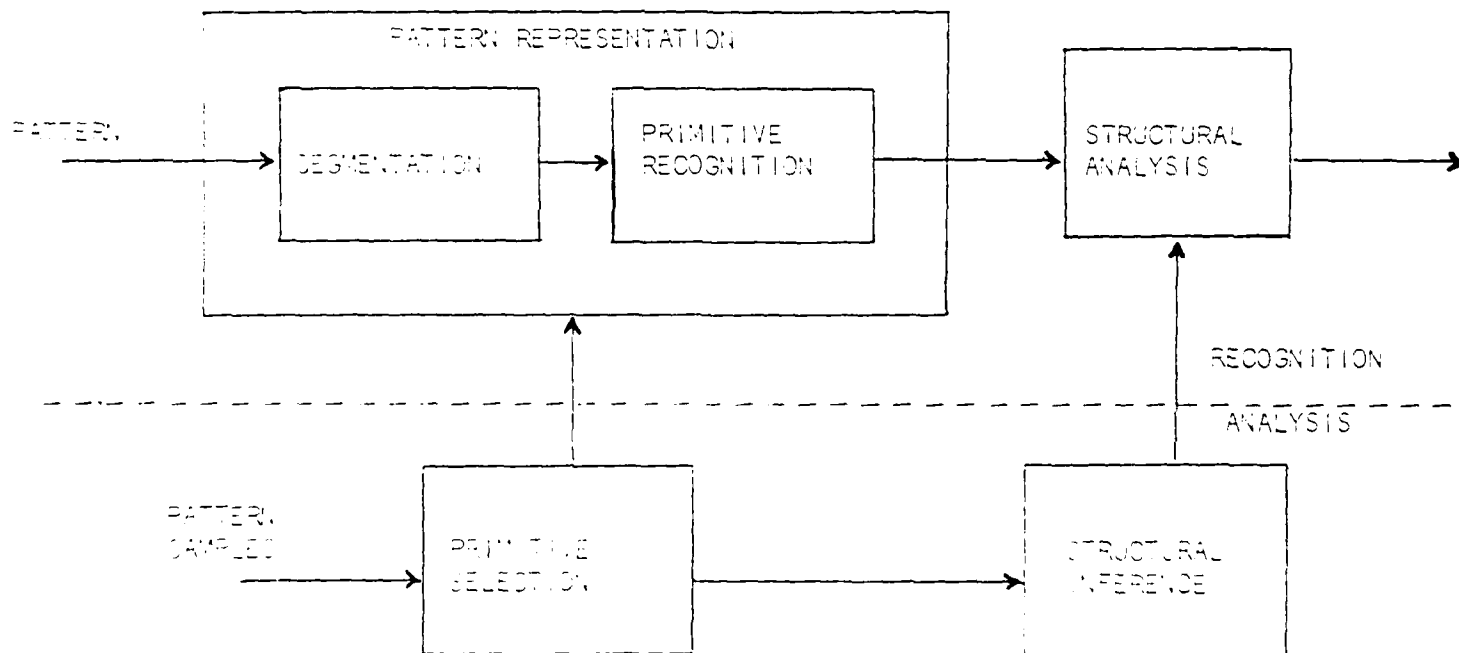 PATTERN REPRESENTATION
PATTERN
SEGMENTATION
PRIMITIVE
RECOGNITION
STRUCTURAL
ANALYSIS
RECOGNITION
ANALYSIS
PATTERN
SAMPLES
PRIMITIVE
SELECTION
STRUCTURAL
INFERENCE